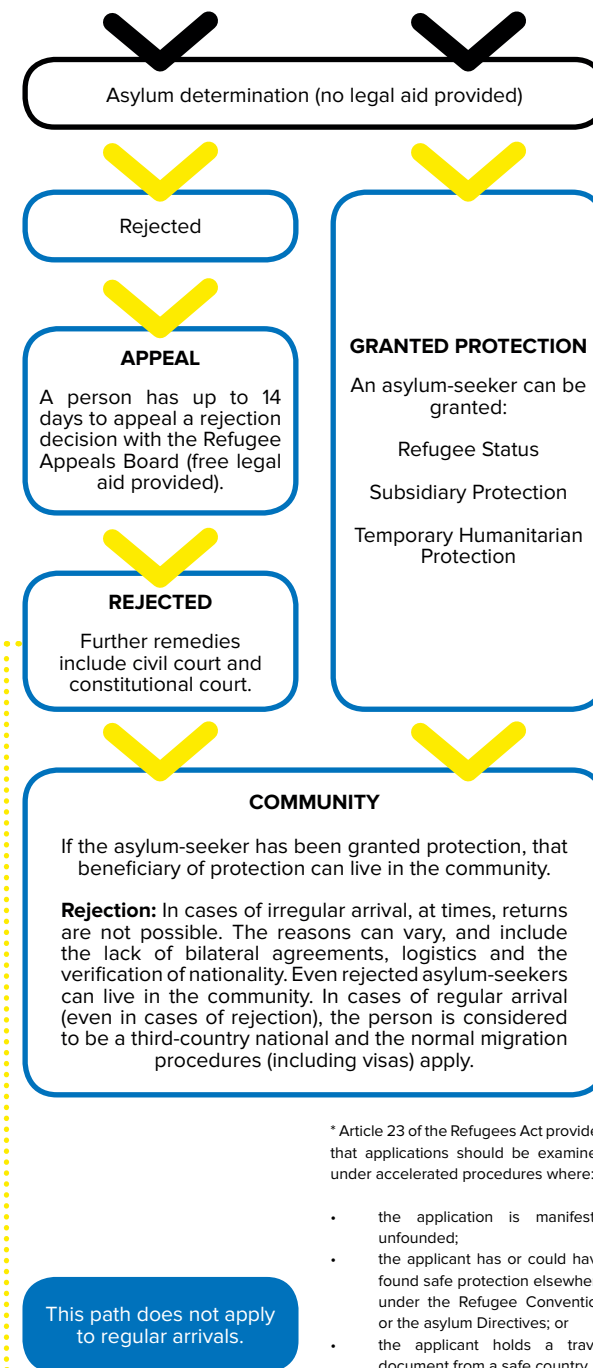 Asylum determination (no legal aid provided)
Rejected
APPEAL
A person has up to 14
days to appeal a rejection
decision with the Refugee
Appeals Board (free legal
aid provided).
REJECTED
Further remedies
include civil court and
constitutional court.
GRANTED PROTECTION
An asylum-seeker can be
granted:
Refugee Status
Subsidiary Protection
Temporary Humanitarian
Protection
COMMUNITY
If the asylum-seeker has been granted protection, that
beneficiary of protection can live in the community.
Rejection: In cases of irregular arrival, at times, returns
are not possible. The reasons can vary, and include
the lack of bilateral agreements, logistics and the
verification of nationality. Even rejected asylum-seekers
can live in the community. In cases of regular arrival
(even in cases of rejection), the person is considered
to be a third-country national and the normal migration
procedures (including visas) apply.
* Article 23 of the Refugees Act
that applications should be
under accelerated procedures where:
• the application is
unfounded;
• the applicant has or could
found safe protection
under the Refugee
or the asylum Directives; or
• the applicant holds a
document from a safe country
This path does not apply
to regular arrivals.